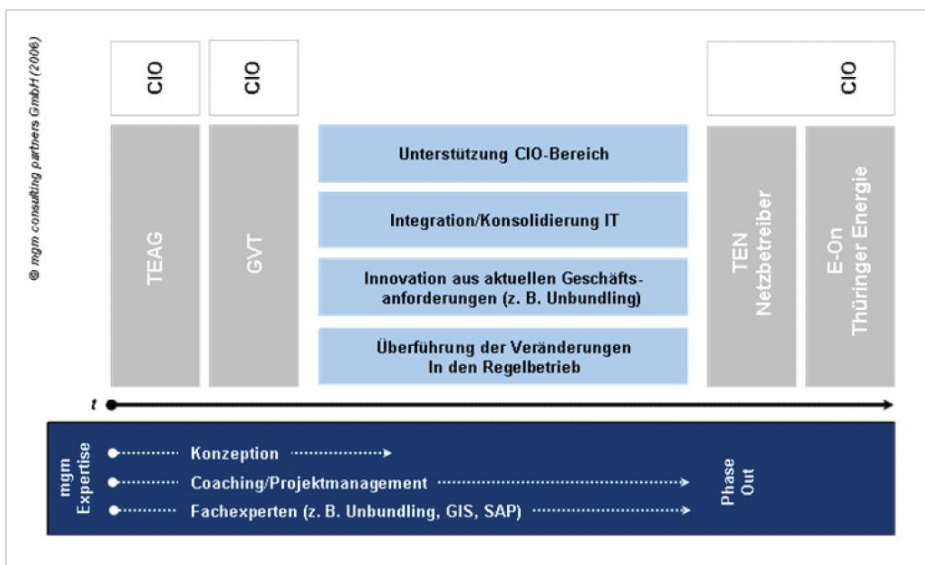 © mgm consulting partners GmbH (2006)
CIO
CIO
CIO
TEAG
GVT
Unterstützung CIO-Bereich
Integration/Konsolidierung IT
Innovation aus aktuellen Geschäfts-
anforderungen (z. B. Unbundling)
Überführung der Veränderungen
In den Regelbetrieb
TEN
Netzbetreiber
E-On
Thüringer Energie
t
mgm
Expertise
Konzeption
Coaching/Projektmanagement
Fachexperten (z. B. Unbundling, GIS, SAP)
Phase
Out